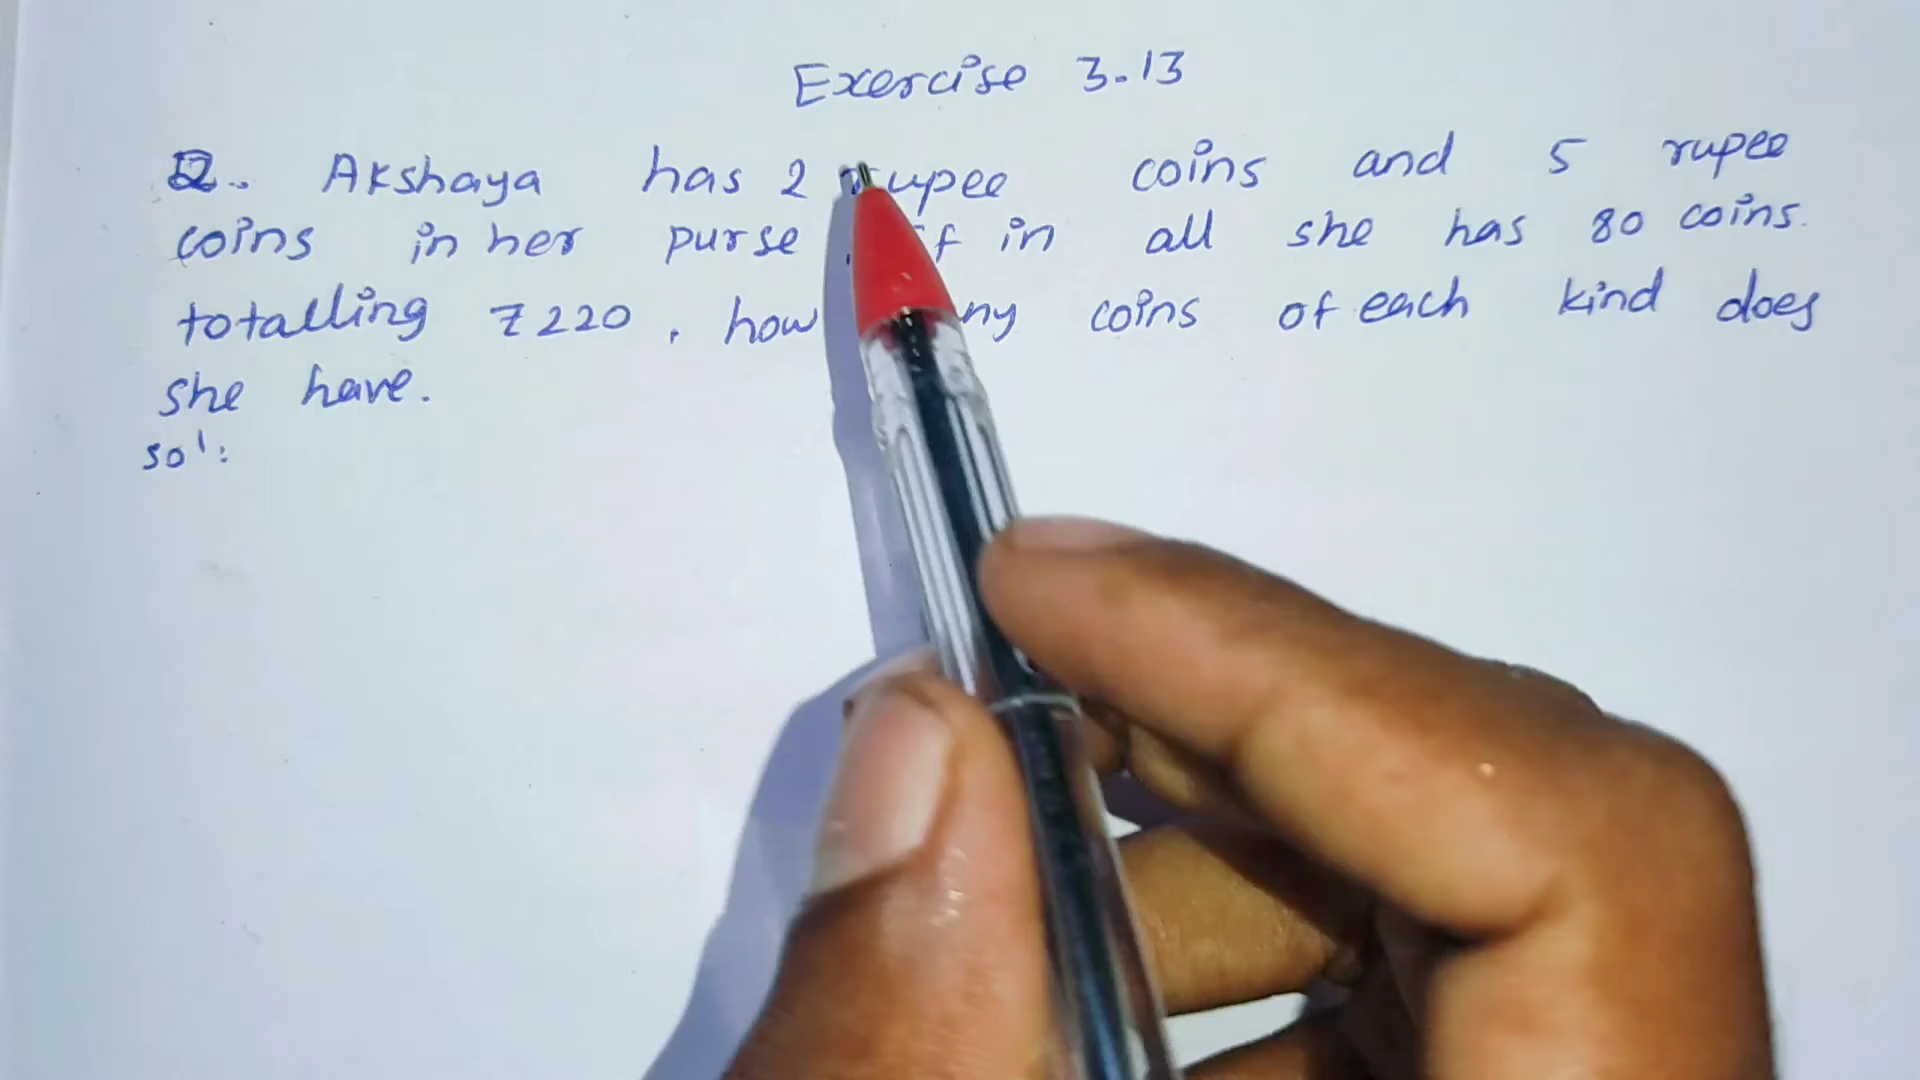 Exercise 3.13
Q. Akshaya has 2 rupee coins and 5 rupee
coins in her purse if in all she has 80 coins.
totalling ₹220, how coins of each kind does
she have.
sol: